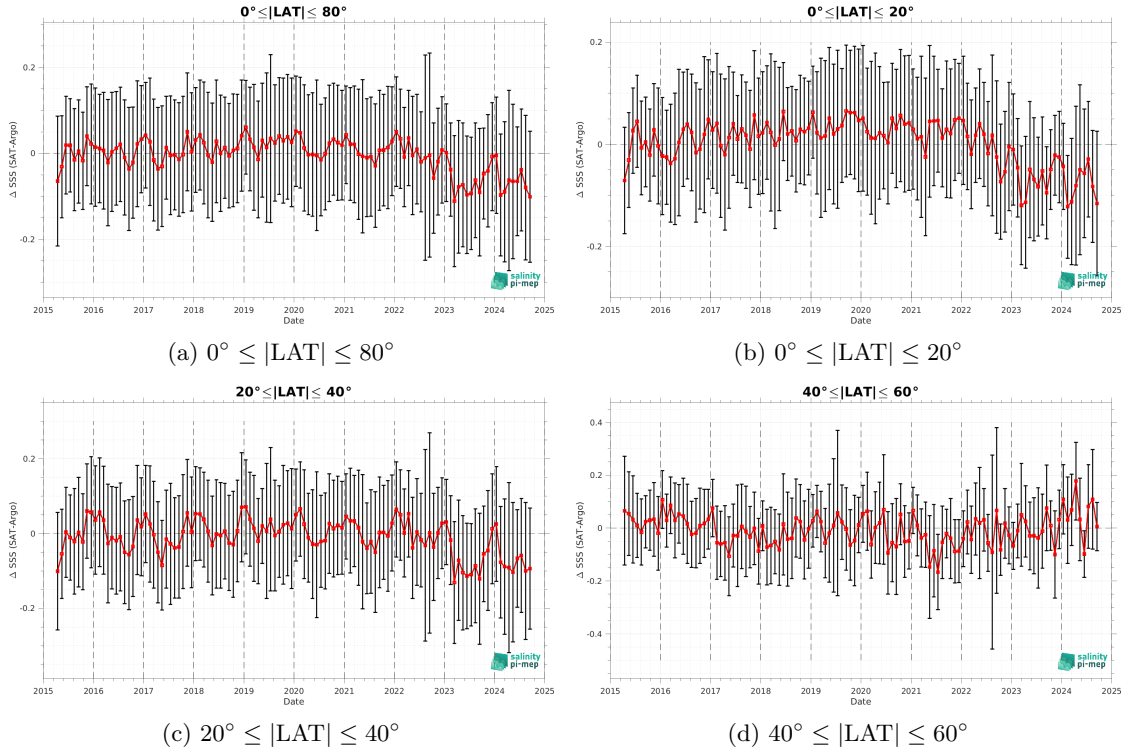 0°≤|LAT|≤ 80°
Δ SSS (SAT-Argo)
0.2
0
-0.2
2015 2016 2017 2018 2019 2020 2021 2022 2023 2024 2025
Date
salinity
pi-mep
(a) 0° ≤ |LAT| ≤ 80°
0°≤|LAT|≤ 20°
Δ SSS (SAT-Argo)
0.2
0
-0.2
2015 2016 2017 2018 2019 2020 2021 2022 2023 2024 2025
Date
salinity
pi-mep
(b) 0° ≤ |LAT| ≤ 20°
20°≤|LAT|≤ 40°
Δ SSS (SAT-Argo)
0.2
0
-0.2
2015 2016 2017 2018 2019 2020 2021 2022 2023 2024 2025
Date
salinity
pi-mep
(c) 20° ≤ |LAT| ≤ 40°
40°≤|LAT|≤ 60°
Δ SSS (SAT-Argo)
0.4
0.2
0
-0.2
-0.4
2015 2016 2017 2018 2019 2020 2021 2022 2023 2024 2025
Date
salinity
pi-mep
(d) 40° ≤ |LAT| ≤ 60°